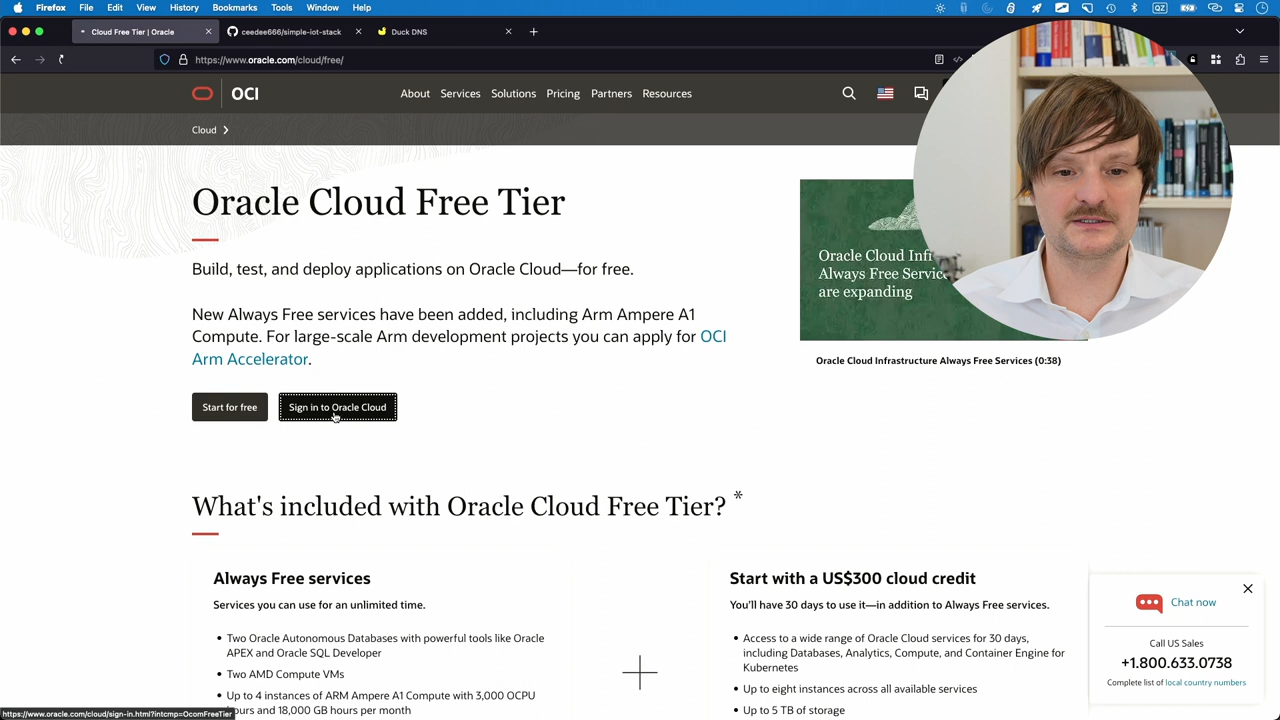 Firefox File Edit View History Bookmarks Tools Window Help
Cloud Free Tier | Oracle
ceedee666/simple-iot-stack
Duck DNS
https://www.oracle.com/cloud/free/
OCI
About Services Solutions Pricing Partners Resources
Cloud
Oracle Cloud Free Tier
Build, test, and deploy applications on Oracle Cloud—for free.
New Always Free services have been added, including Arm Ampere A1
Compute. For large-scale Arm development projects you can apply for OCI
Arm Accelerator.
Start for free
Sign in to Oracle Cloud
Oracle Cloud Infr
Always Free Servic
are expanding
Oracle Cloud Infrastructure Always Free Services (0:38)
What's included with Oracle Cloud Free Tier? *
Always Free services
Services you can use for an unlimited time.
• Two Oracle Autonomous Databases with powerful tools like Oracle
APEX and Oracle SQL Developer
• Two AMD Compute VMs
• Up to 4 instances of ARM Ampere A1 Compute with 3,000 OCPU
hours and 18,000 GB hours per month
Start with a US$300 cloud credit
You'll have 30 days to use it—in addition to Always Free services.
• Access to a wide range of Oracle Cloud services for 30 days,
including Databases, Analytics, Compute, and Container Engine for
Kubernetes
• Up to eight instances across all available services
• Up to 5 TB of storage
Chat now
Call US Sales
+1.800.633.0738
Complete list of local country numbers
https://www.oracle.com/cloud/sign-in.html?intcmp=OcomFreeTier